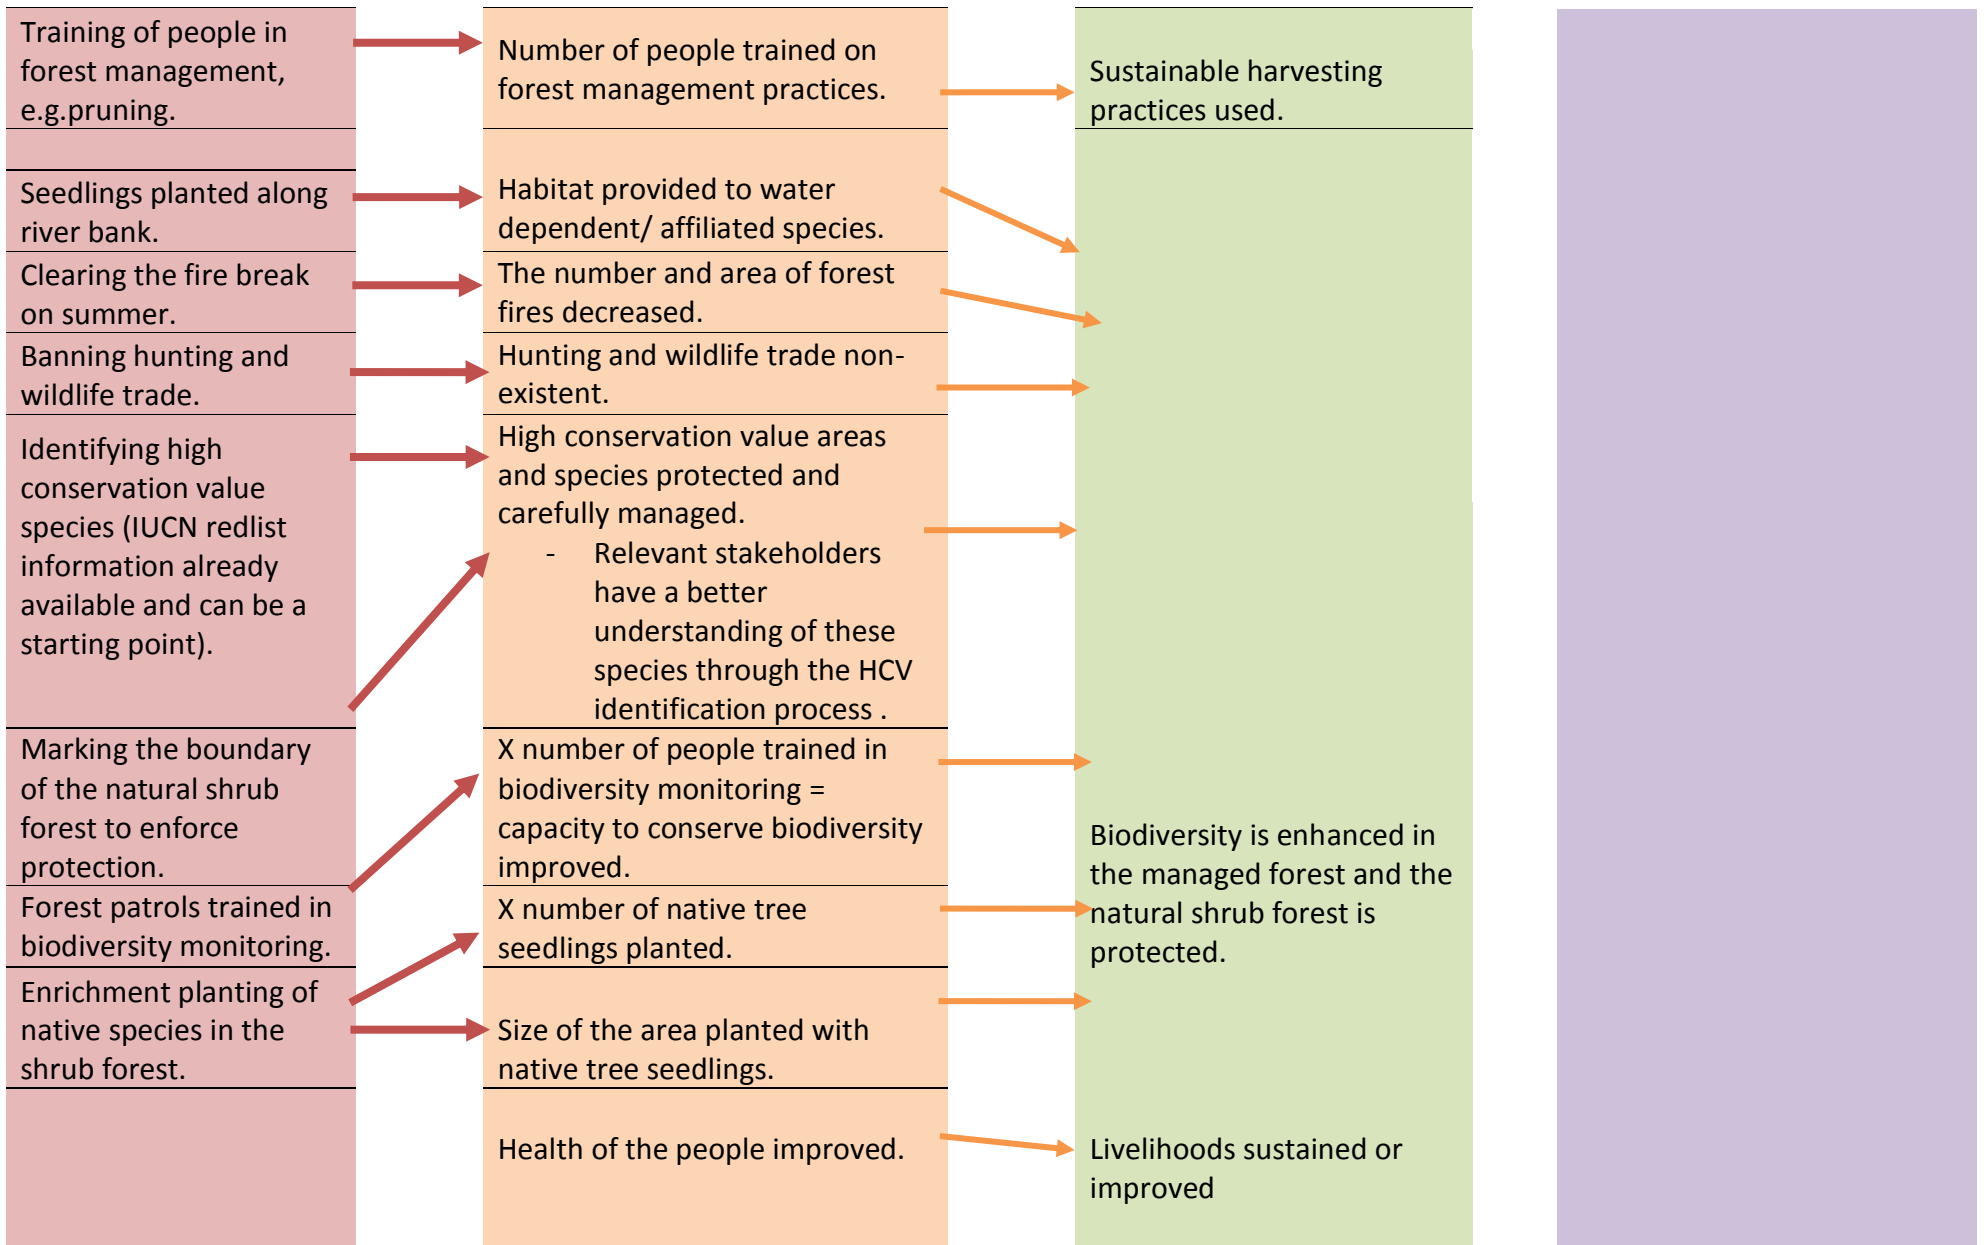 Training of people in
forest management,
e.g.pruning.
Seedlings planted along
river bank.
Clearing the fire break
on summer.
Banning hunting and
wildlife trade.
Identifying high
conservation value
species (IUCN redlist
information already
available and can be a
starting point).
Marking the boundary
of the natural shrub
forest to enforce
protection.
Forest patrols trained in
biodiversity monitoring.
Enrichment planting of
native species in the
shrub forest.
Number of people trained on
forest management practices.
Habitat provided to water
dependent/ affiliated species.
The number and area of forest
fires decreased.
Hunting and wildlife trade non-
existent.
High conservation value areas
and species protected and
carefully managed.
- Relevant stakeholders
have a better
understanding of these
species through the HCV
identification process .
X number of people trained in
biodiversity monitoring =
capacity to conserve biodiversity
improved.
X number of native tree
seedlings planted.
Size of the area planted with
native tree seedlings.
Health of the people improved.
Sustainable harvesting
practices used.
Biodiversity is enhanced in
the managed forest and the
natural shrub forest is
protected.
Livelihoods sustained or
improved